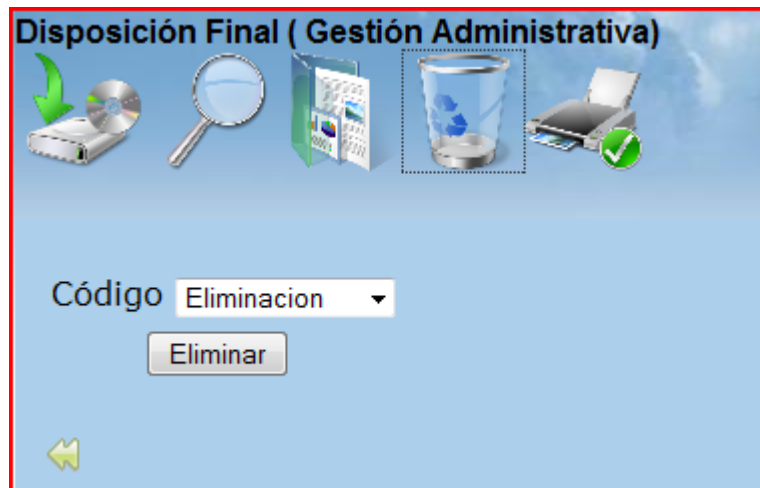 Disposición Final ( Gestión Administrativa)
Código Eliminacion
Eliminar